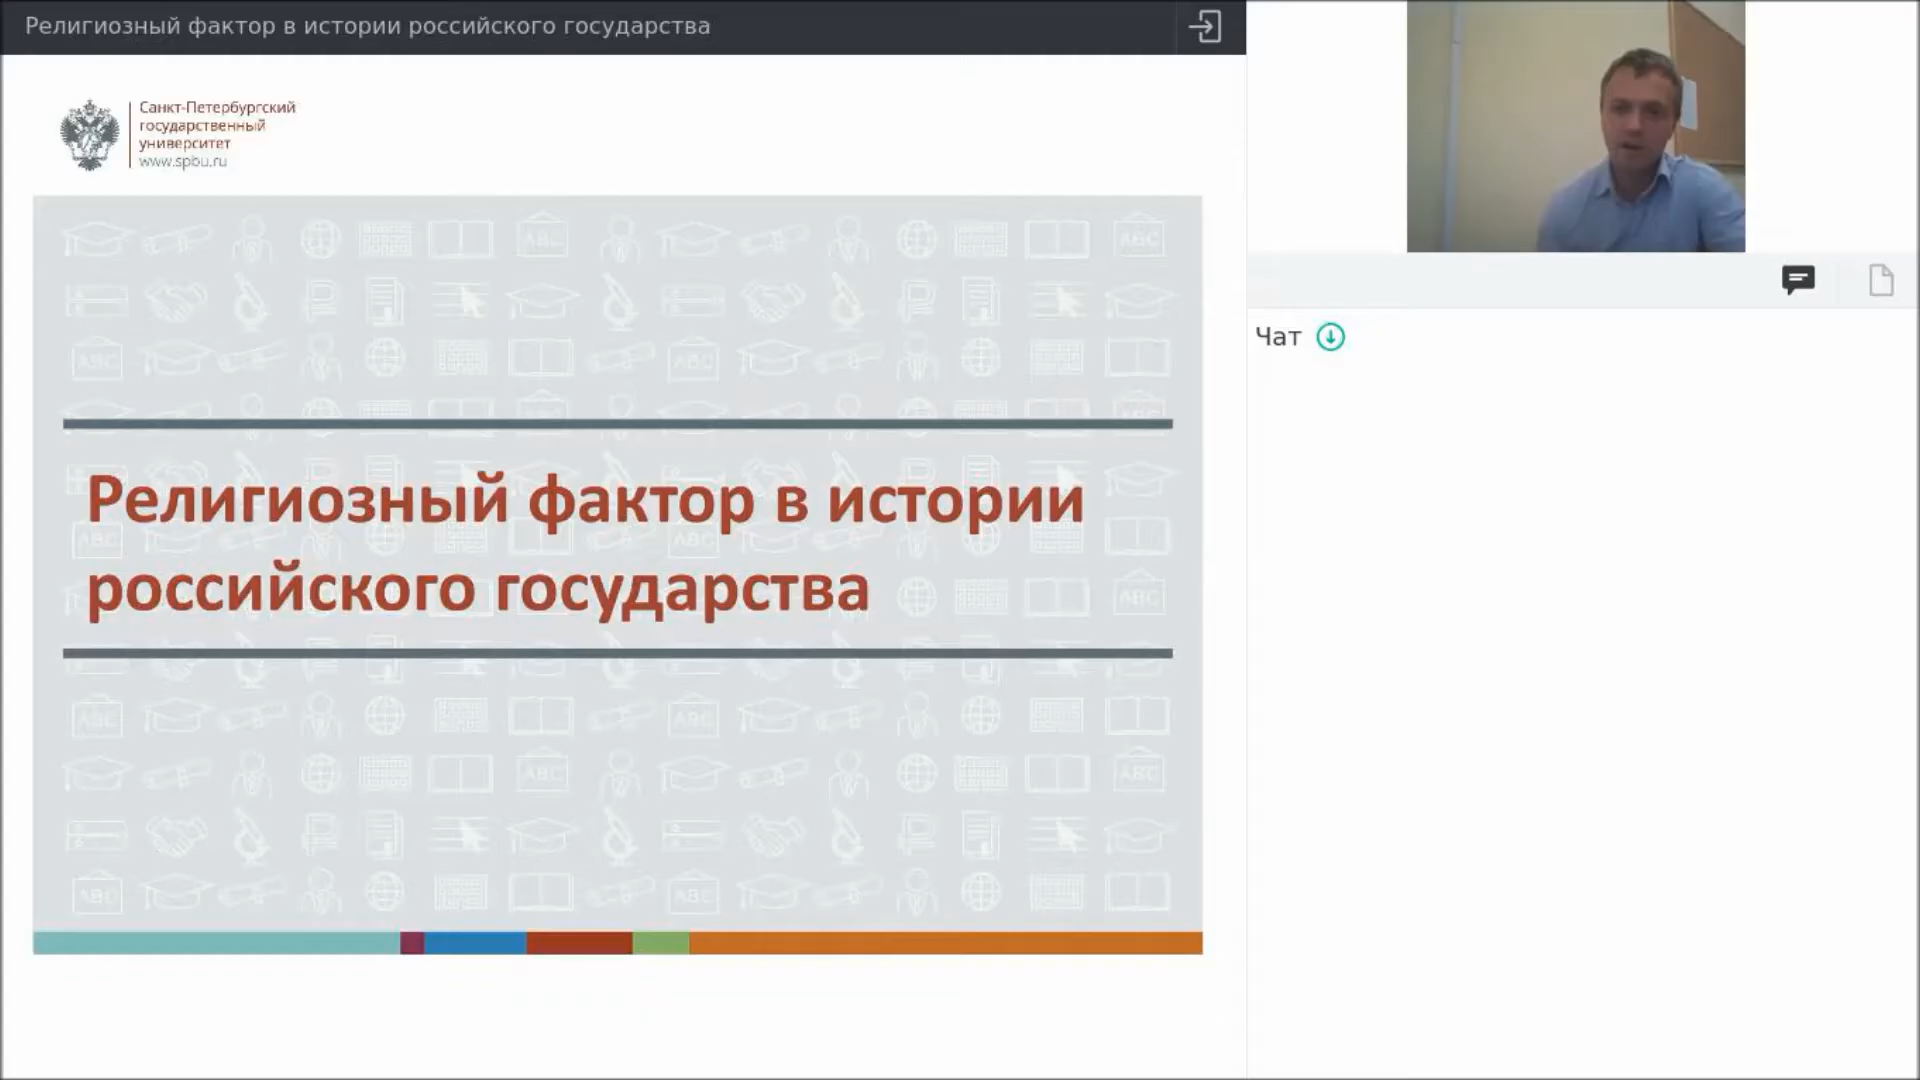 Религиозный фактор в истории российского государства
Санкт-Петербургский
государственный
университет
www.spbu.ru
Религиозный фактор в истории
российского государства
Чат